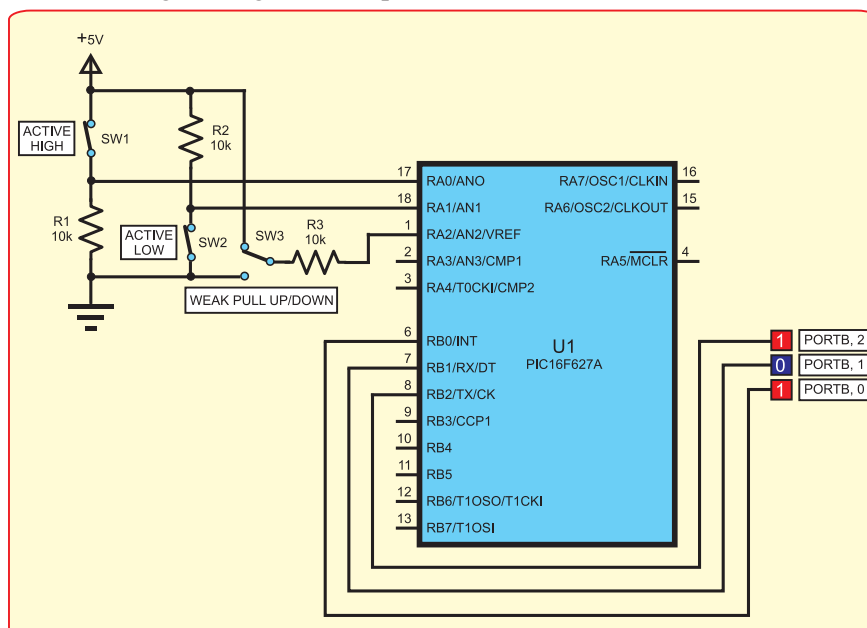 +5V
ACTIVE
HIGH
SW1
R2
10k
R1
10k
ACTIVE
LOW
SW2
SW3
R3
10k
WEAK PULL UP/DOWN
17
RA0/ANO
18
RA1/AN1
1
RA2/AN2/VREF
2
RA3/AN3/CMP1
3
RA4/T0CKI/CMP2
6
RB0/INT
7
RB1/RX/DT
8
RB2/TX/CK
9
RB3/CCP1
10
RB4
11
RB5
12
RB6/T1OSO/T1CKI
13
RB7/T1OSI
RA7/OSC1/CLKIN
16
RA6/OSC2/CLKOUT
15
RA5/MCLR
4
U1
PIC16F627A
1 PORTB, 2
0 PORTB, 1
1 PORTB, 0